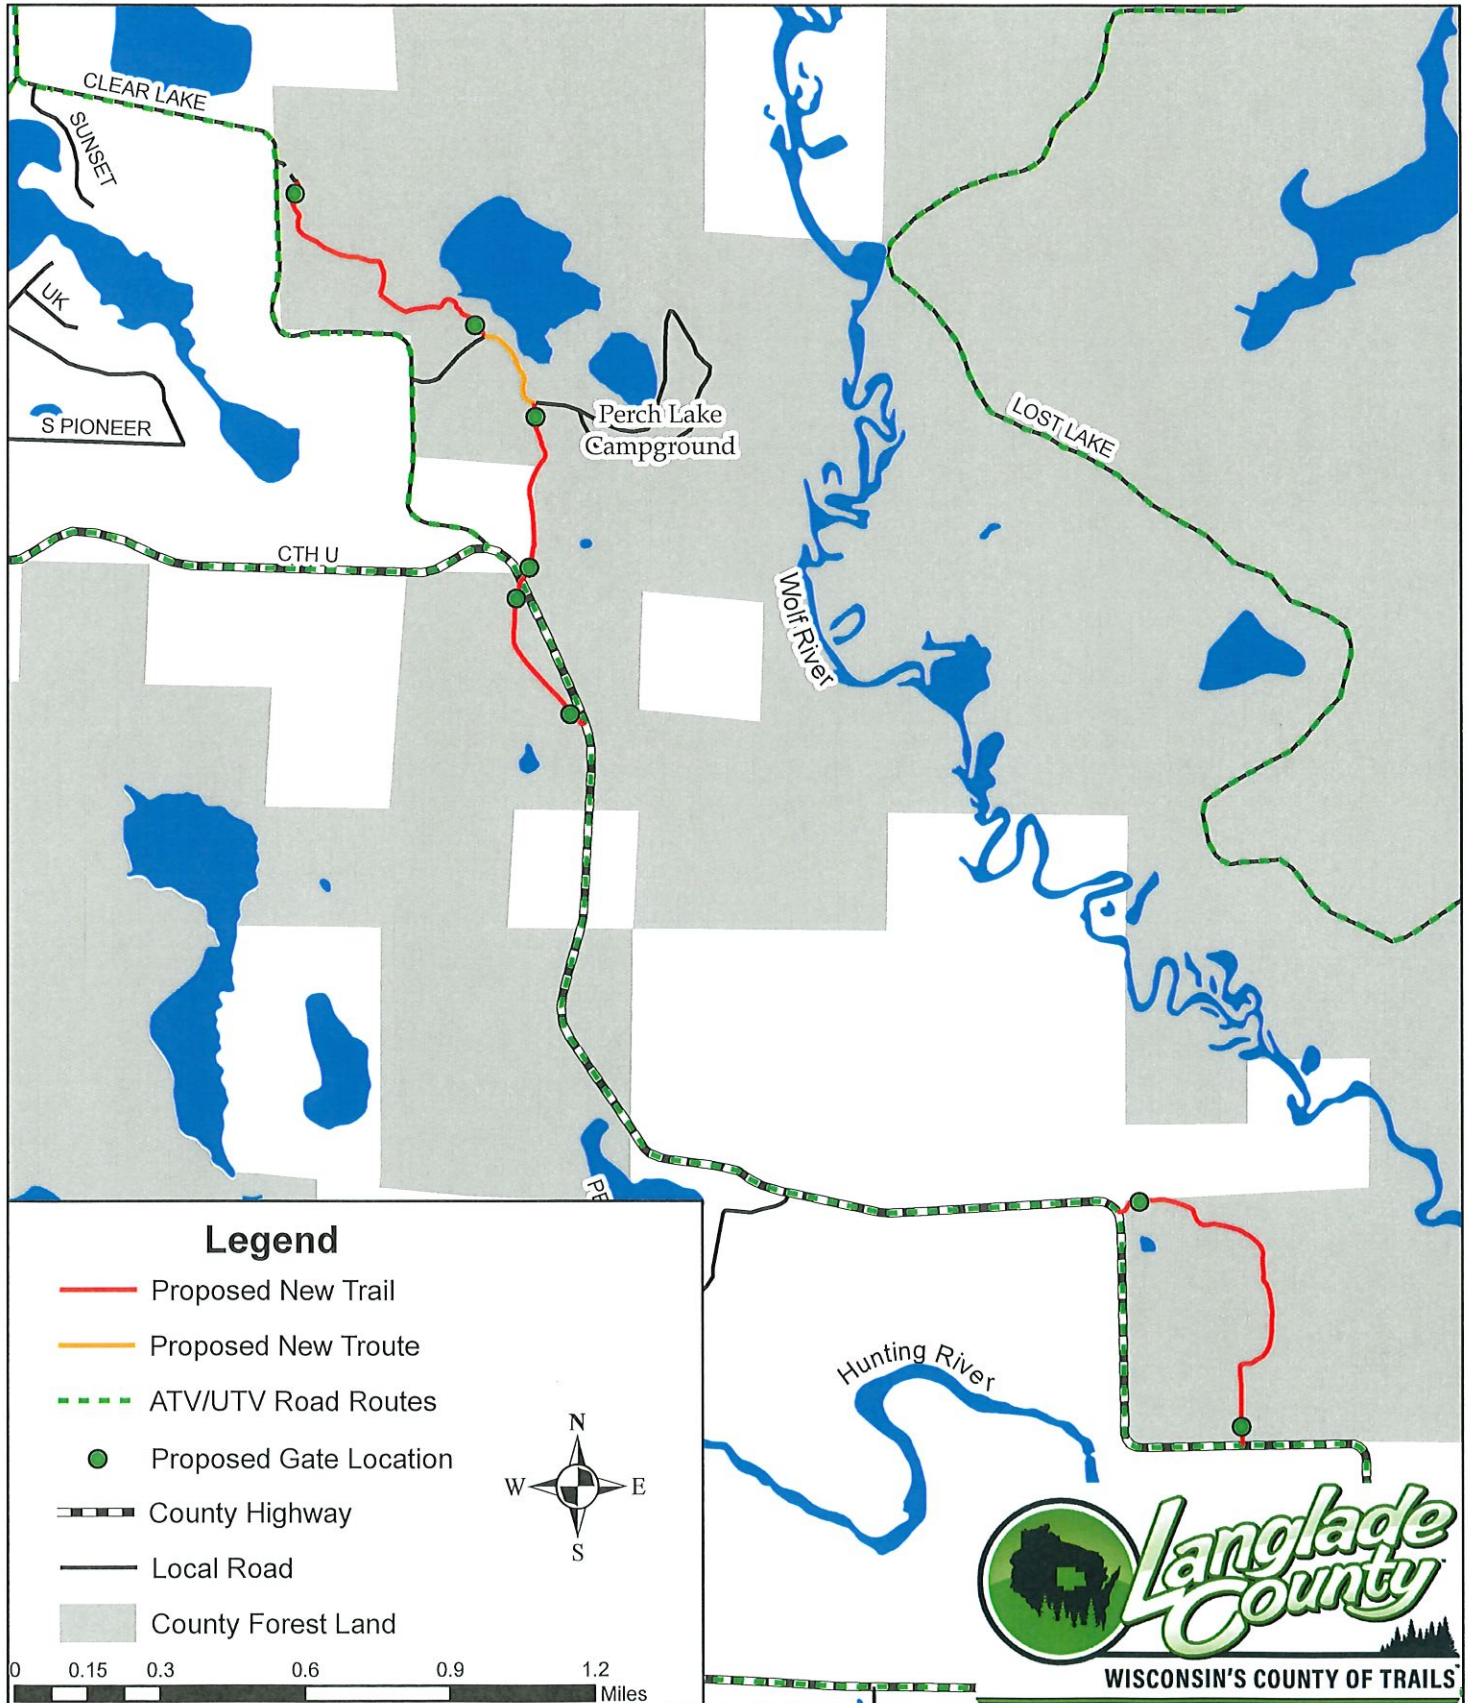 CLEAR LAKE
SUNSET
UK
S PIONEER
Perch Lake
Campground
LOST LAKE
CTH U
Wolf River
Hunting River
Legend
Proposed New Trail
Proposed New Troute
ATV/UTV Road Routes
Proposed Gate Location
County Highway
Local Road
County Forest Land
N
W
E
S
0 0.15 0.3 0.6 0.9 1.2
Miles
Langlade
County
WISCONSIN'S COUNTY OF TRAILS